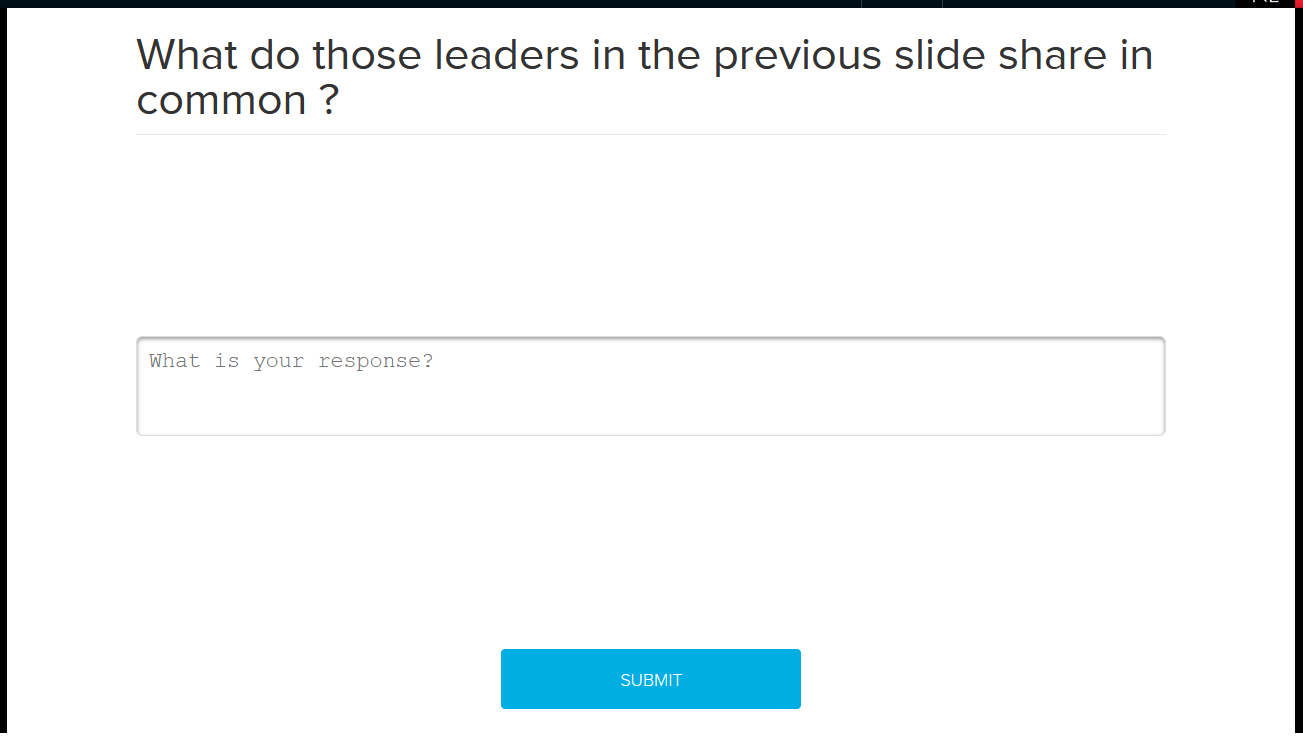 What do those leaders in the previous slide share in
common ?
What is your response?
SUBMIT